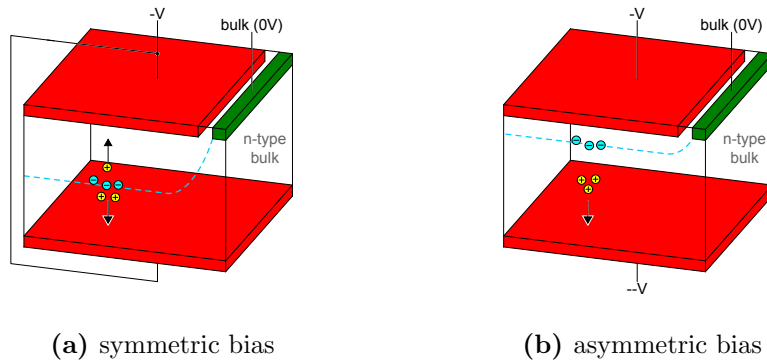 -V
bulk (0V)
n-type
bulk
+
−
− −
+ +
(a) symmetric bias
-V
bulk (0V)
n-type
bulk
−
− −
+ +
+
--V
(b) asymmetric bias